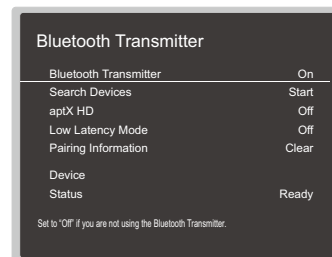 Bluetooth Transmitter
Bluetooth Transmitter On
Search Devices Start
aptX HD Off
Low Latency Mode Off
Pairing Information Clear
Device
Status Ready
Set to “Off” if you are not using the Bluetooth Transmitter.